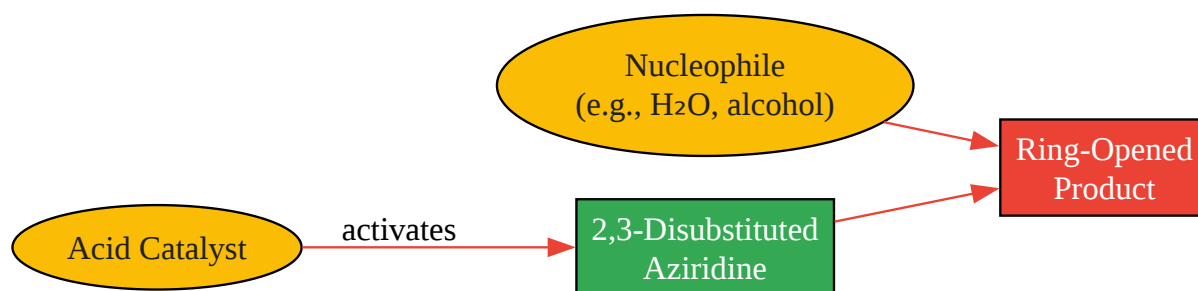 Nucleophile
(e.g., H₂O, alcohol)
Ring-Opened
Product
Acid Catalyst
activates
2,3-Disubstituted
Aziridine